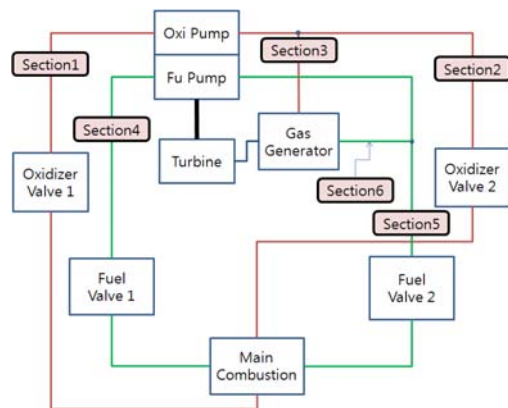 Oxi Pump
Section3
Section1
Section2
Fu Pump
Section4
Gas
Generator
Turbine
Oxidizer
Valve 1
Oxidizer
Valve 2
Section6
Section5
Fuel
Valve 1
Fuel
Valve 2
Main
Combustion